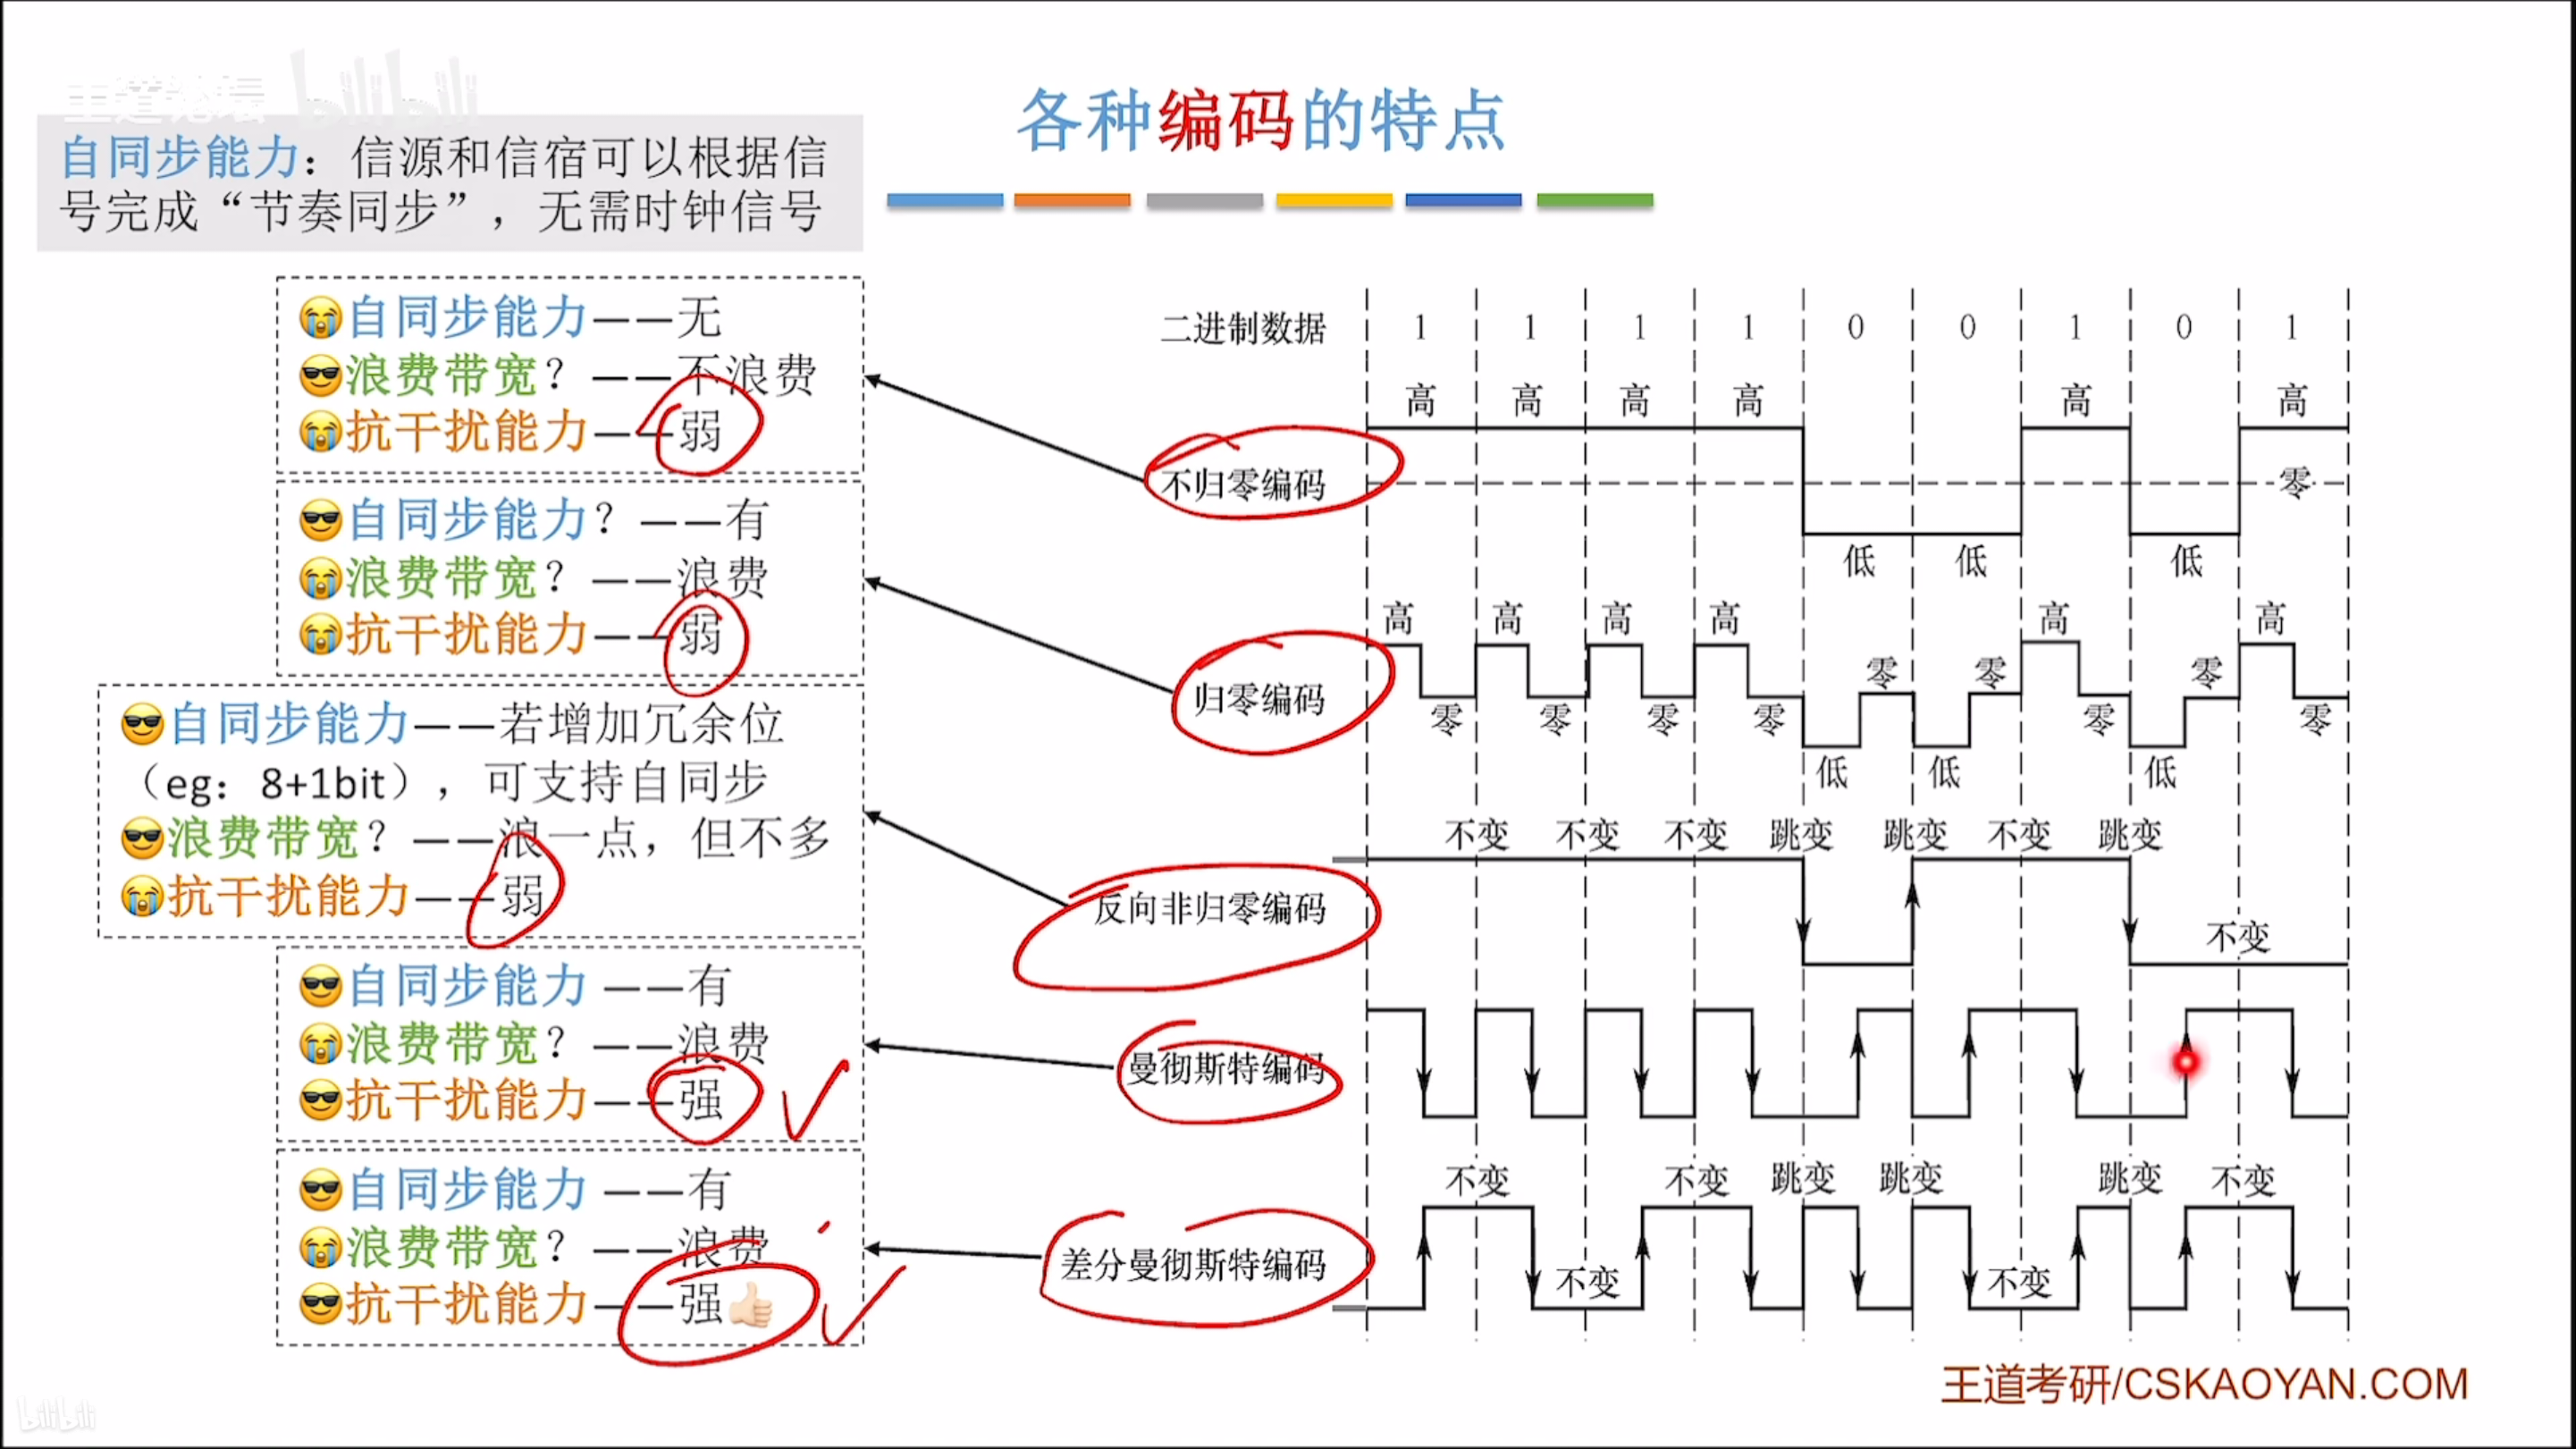 王道论坛 bilibili
各种编码的特点
自同步能力：信源和信宿可以根据信
号完成“节奏同步”，无需时钟信号
😭自同步能力——无
😎浪费带宽？——不浪费
😭抗干扰能力——弱
😎自同步能力？——有
😭浪费带宽？——浪费
😭抗干扰能力——弱
😎自同步能力——若增加冗余位
（eg：8+1bit），可支持自同步
😎浪费带宽？——浪一点，但不多
😭抗干扰能力——弱
😎自同步能力 ——有
😭浪费带宽？——浪费
😎抗干扰能力——强
😎自同步能力 ——有
😭浪费带宽？——浪费
😎抗干扰能力——强👍🏻
二进制数据 1 1 1 1 0 0 1 0 1
高 高 高 高 高 高
不归零编码 零
低 低 低
高 高 高 高 高 高
零 零 零
归零编码 零 零 零 零 零 零
低 低 低
不变 不变 不变 跳变 跳变 不变 跳变
反向非归零编码 不变
曼彻斯特编码
不变 不变 跳变 跳变 跳变 不变
差分曼彻斯特编码 不变 不变
王道考研/CSKAOYAN.COM
bilibili